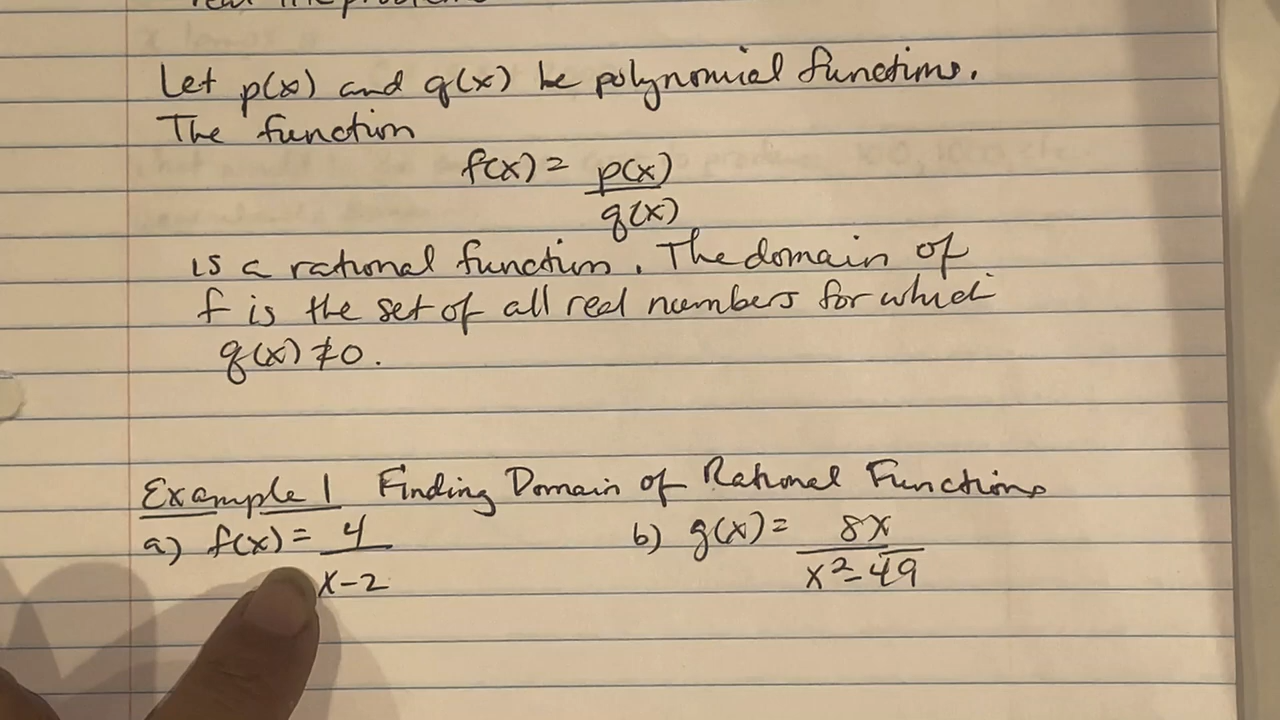 Let p(x) and q(x) be polynomial functions.
The function
f(x) = p(x)
q(x)
is a rational function. The domain of
f is the set of all real numbers for which
q(x) ≠ 0.
Example 1 Finding Domain of Rational Functions
a) f(x) = 4 b) g(x) = 8x
x-2 x²-49